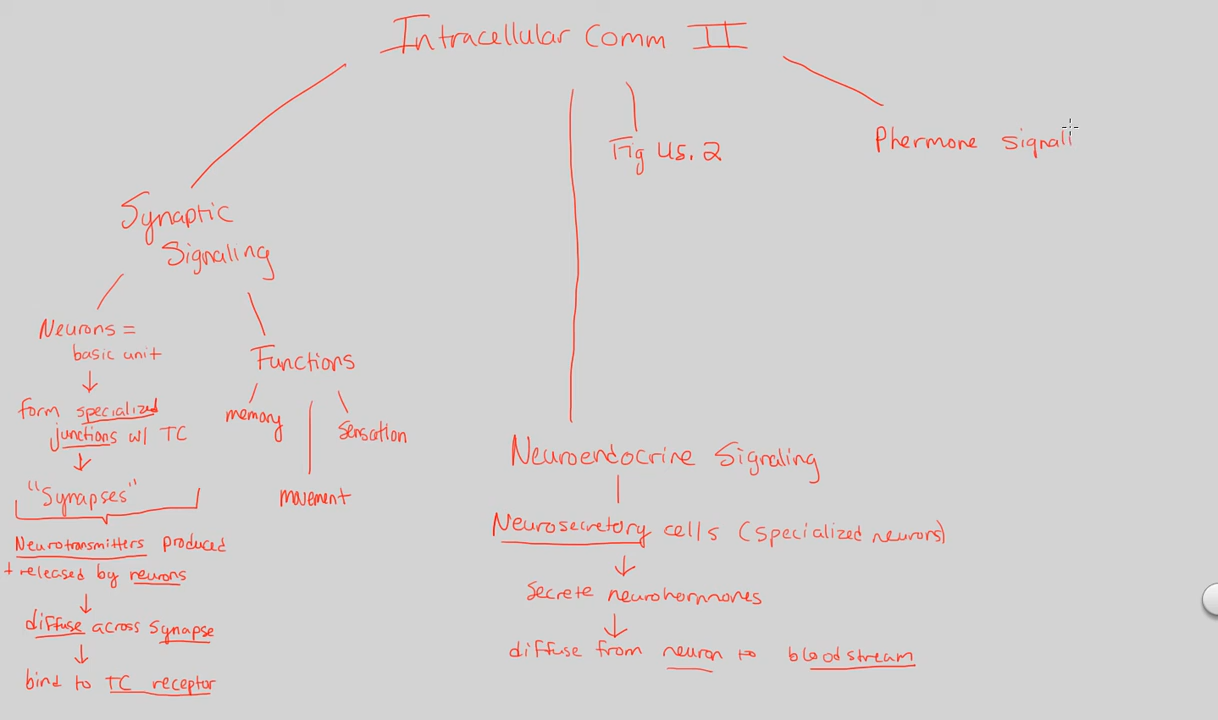 Intracellular Comm II
Synaptic
Signaling
Neurons =
basic unit
form specialized
junctions w/ TC
"Synapses"
Neurotransmitters produced
+ released by neurons
diffuse across synapse
bind to TC receptor
Functions
memory
movement
sensation
Fig 45.2
Neuroendocrine Signaling
Neurosecretory cells (specialized neurons)
secrete neurohormones
diffuse from neuron to bloodstream
Phermone signali